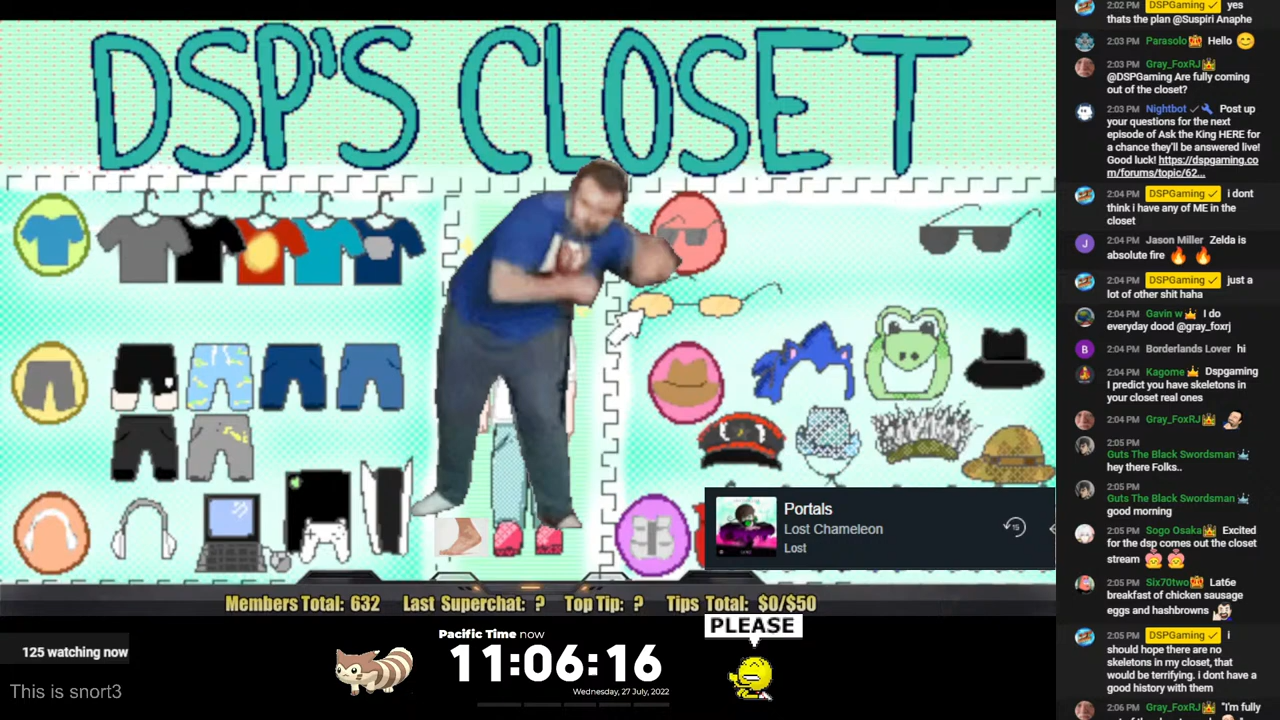 DSP'S CLOSET
Portals
Lost Chameleon
Lost
15
Members Total: 632
Last Superchat: ?
Top Tip: ?
Tips Total: $0/$50
125 watching now
This is snort3
Pacific Time now
11:06:16
Wednesday, 27 July, 2022
PLEASE
2:02 PM DSPGaming yes
thats the plan @Suspiri Anaphe
2:03 PM Parasolo Hello
2:03 PM Gray_FoxRJ
@DSPGaming Are fully coming
out of the closet?
2:03 PM Nightbot Post up
your questions for the next
episode of Ask the King HERE for
a chance they'll be answered live!
Good luck! https://dspgaming.co
m/forums/topic/62...
2:04 PM DSPGaming i dont
think i have any of ME in the
closet
2:04 PM Jason Miller Zelda is
absolute fire
2:04 PM DSPGaming just a
lot of other shit haha
2:04 PM Gavin w I do
everyday dood @gray_foxrj
2:04 PM Borderlands Lover hi
2:04 PM Kagome Dspgaming
I predict you have skeletons in
your closet real ones
2:04 PM Gray_FoxRJ
2:05 PM
Guts The Black Swordsman
hey there Folks..
2:05 PM
Guts The Black Swordsman
good morning
2:05 PM Sogo Osaka Excited
for the dsp comes out the closet
stream
2:05 PM Six70two Lat6e
breakfast of chicken sausage
eggs and hashbrowns
2:05 PM DSPGaming i
should hope there are no
skeletons in my closet, that
would be terrifying. i dont have a
good history with them
2:06 PM Gray_FoxRJ "I'm fully